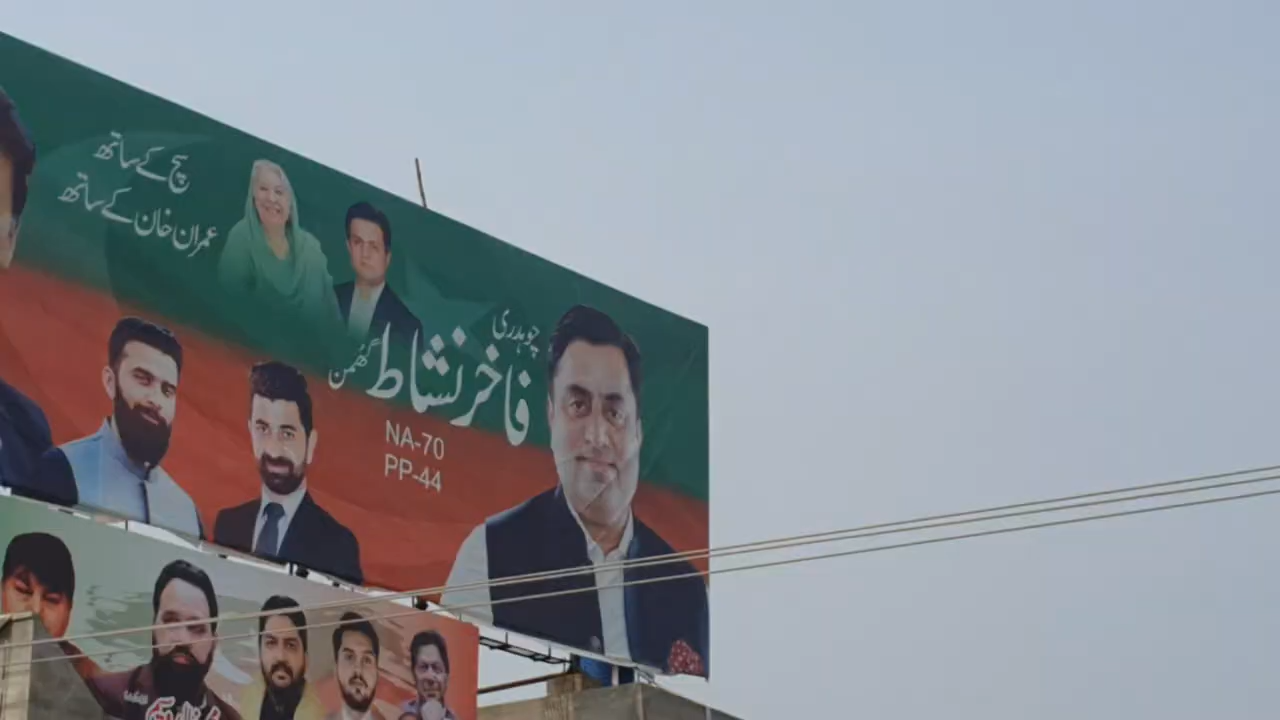 سچ کے ساتھ
عمران خان کے ساتھ
چوہدری
فاخر نشاط گھمن
NA-70
PP-44